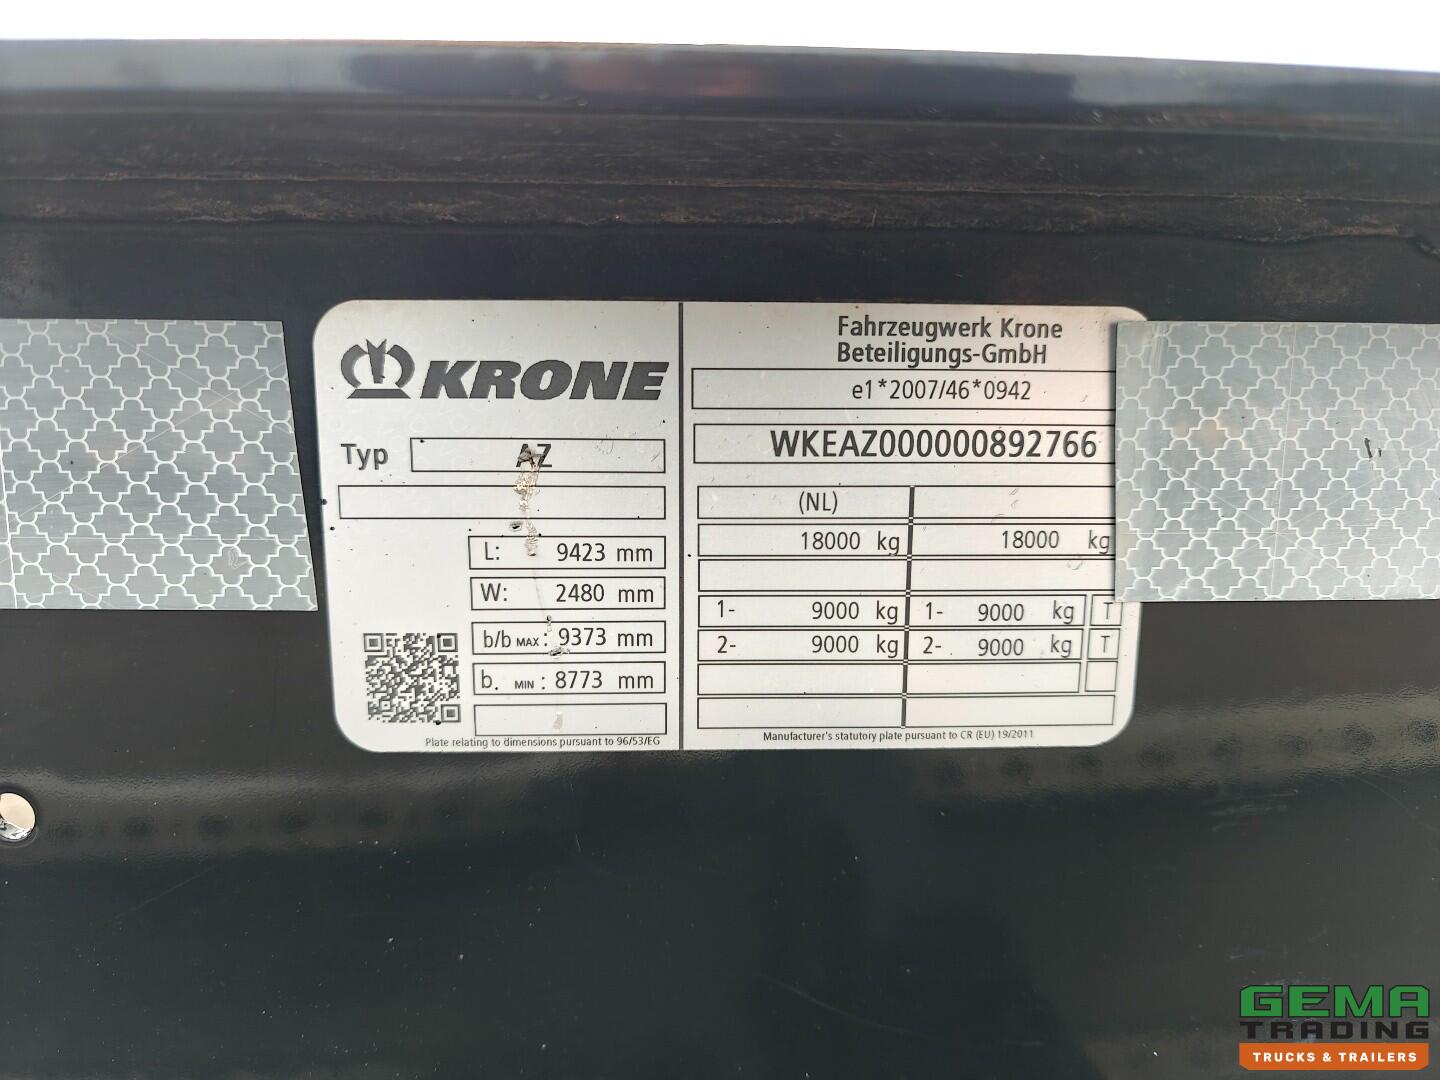 KRONE
Typ AZ
L: 9423 mm
W: 2480 mm
b/b MAX : 9373 mm
b. MIN : 8773 mm
Plate relating to dimensions pursuant to 96/53/EG
Fahrzeugwerk Krone
Beteiligungs-GmbH
e1*2007/46*0942
WKEAZ000000892766
(NL)
18000 kg 18000 kg
1- 9000 kg 1- 9000 kg T
2- 9000 kg 2- 9000 kg T
Manufacturer's statutory plate pursuant to CR (EU) 19/2011
GEMA
TRADING
TRUCKS & TRAILERS